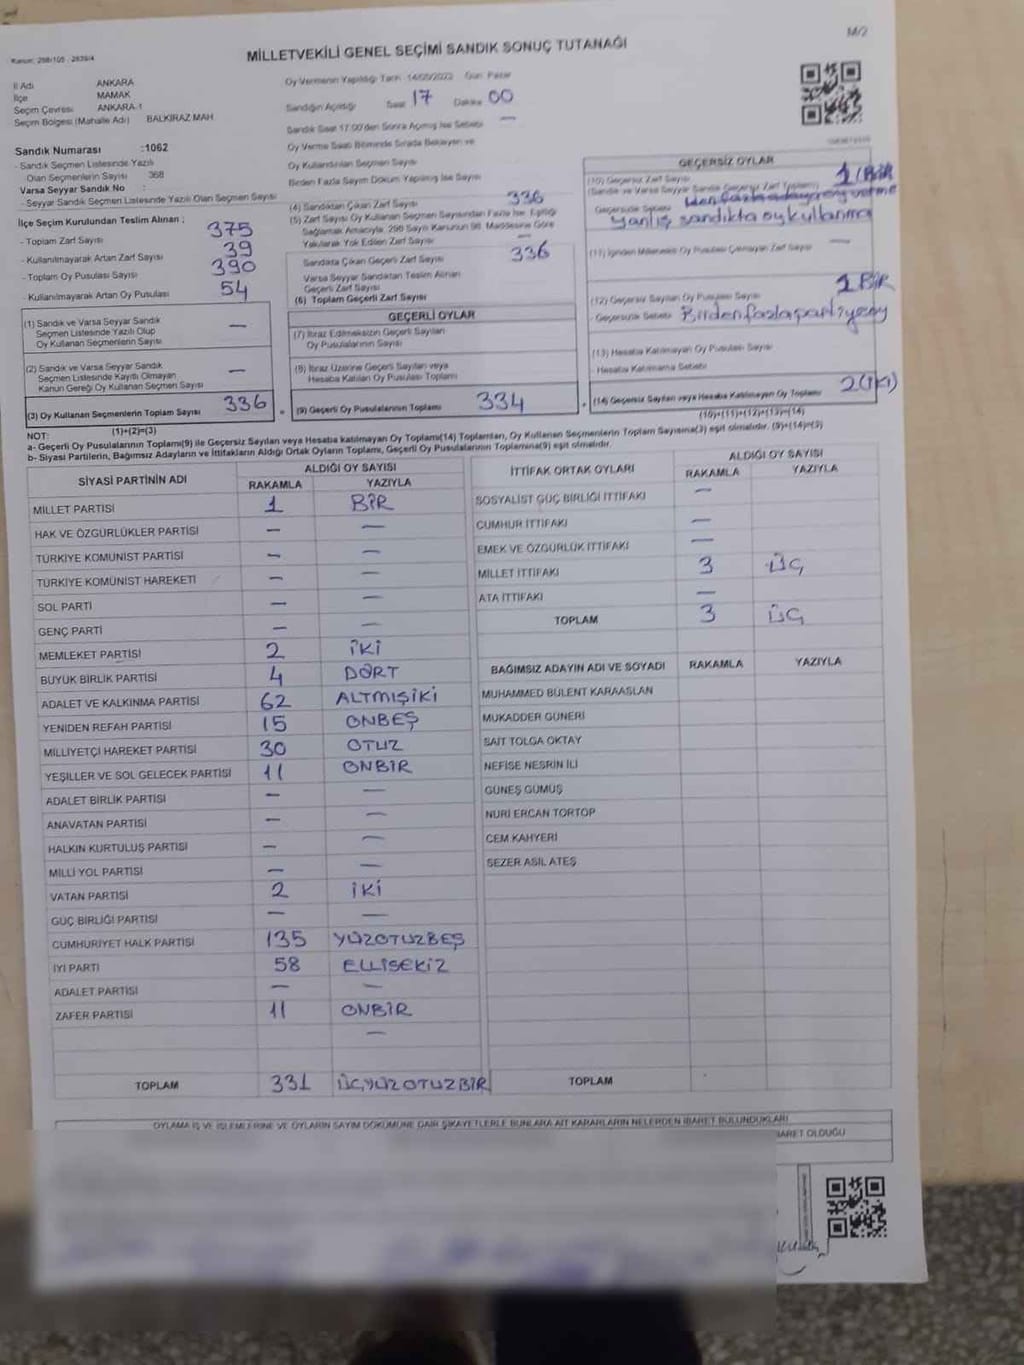 M/2
Kanun: 298/105 - 2839/4
MİLLETVEKİLİ GENEL SEÇİMİ SANDIK SONUÇ TUTANAĞI
İl Adı ANKARA
İlçe MAMAK
Seçim Çevresi ANKARA-1
Seçim Bölgesi (Mahalle Adı) BALKİRAZ MAH.
Oy Vermenin Yapıldığı Tarih : 14/05/2023 Gün: Pazar
Sandığın Açıldığı Saat 17 Dakika 00
Sandık Saat 17:00'den Sonra Açılmış İse Sebebi —
Oy Verme Saati Bitiminde Sırada Bekleyen ve
Oy Kullandırılan Seçmen Sayısı
Birden Fazla Sayım Döküm Yapılmış İse Sayısı
Sandık Numarası :1062
- Sandık Seçmen Listesinde Yazılı
Olan Seçmenlerin Sayısı 368
Varsa Seyyar Sandık No :
- Seyyar Sandık Seçmen Listesinde Yazılı Olan Seçmen Sayısı
İlçe Seçim Kurulundan Teslim Alınan ;
- Toplam Zarf Sayısı 375
- Kullanılmayarak Artan Zarf Sayısı 39
- Toplam Oy Pusulası Sayısı 390
- Kullanılmayarak Artan Oy Pusulası 54
(1) Sandık ve Varsa Seyyar Sandık
Seçmen Listesinde Yazılı Olup
Oy Kullanan Seçmenlerin Sayısı —
(2) Sandık ve Varsa Seyyar Sandık
Seçmen Listesinde Kayıtlı Olmayan
Kanun Gereği Oy Kullanan Seçmen Sayısı —
(3) Oy Kullanan Seçmenlerin Toplam Sayısı 336
(1)+(2)=(3)
(4) Sandıktan Çıkan Zarf Sayısı 336
(5) Zarf Sayısı Oy Kullanan Seçmen Sayısından Fazla İse, Eşitliği
Sağlamak Amacıyla, 298 Sayılı Kanunun 98. Maddesine Göre
Yakılarak Yok Edilen Zarf Sayısı —
Sandıkta Çıkan Geçerli Zarf Sayısı 336
Varsa Seyyar Sandıktan Teslim Alınan
Geçerli Zarf Sayısı
(6) Toplam Geçerli Zarf Sayısı
GEÇERLİ OYLAR
(7) İtiraz Edilmeksizin Geçerli Sayılan
Oy Pusulalarının Sayısı
(8) İtiraz Üzerine Geçerli Sayılan veya
Hesaba Katılan Oy Pusulası Toplamı
= (9) Geçerli Oy Pusulalarının Toplamı 334
GEÇERSİZ OYLAR
(10) Geçersiz Zarf Sayısı 1 (BİR
(Sandık ve Varsa Seyyar Sandık Geçersiz Zarf Toplamı)
Geçersizlik Sebebi
yanlış sandıkta oy kullanma
(11) İçinden Milletvekili Oy Pusulası Çıkmayan Zarf Sayısı —
(12) Geçersiz Sayılan Oy Pusulası Sayısı 1 BİR
Geçersizlik Sebebi Birden fazla partiye oy
(13) Hesaba Katılmayan Oy Pusulası Sayısı
- Hesaba Katılmama Sebebi
+ (14) Geçersiz Sayılan veya Hesaba Katılmayan Oy Toplamı 2 (İKİ)
(10)+(11)+(12)+(13)=(14)
NOT:
a- Geçerli Oy Pusulalarının Toplamı(9) ile Geçersiz Sayılan veya Hesaba katılmayan Oy Toplamı(14) Toplamları, Oy Kullanan Seçmenlerin Toplam Sayısına(3) eşit olmalıdır. (9)+(14)=(3)
b- Siyasi Partilerin, Bağımsız Adayların ve İttifakların Aldığı Ortak Oyların Toplamı, Geçerli Oy Pusulalarının Toplamına(9) eşit olmalıdır.
SİYASİ PARTİNİN ADI ALDIĞI OY SAYISI
RAKAMLA YAZIYLA
MİLLET PARTİSİ 1 BİR
HAK VE ÖZGÜRLÜKLER PARTİSİ — —
TÜRKİYE KOMÜNİST PARTİSİ — —
TÜRKİYE KOMÜNİST HAREKETİ — —
SOL PARTİ — —
GENÇ PARTİ — —
MEMLEKET PARTİSİ 2 İKİ
BÜYÜK BİRLİK PARTİSİ 4 DÖRT
ADALET VE KALKINMA PARTİSİ 62 ALTMIŞİKİ
YENİDEN REFAH PARTİSİ 15 ONBEŞ
MİLLİYETÇİ HAREKET PARTİSİ 30 OTUZ
YEŞİLLER VE SOL GELECEK PARTİSİ 11 ONBİR
ADALET BİRLİK PARTİSİ — —
ANAVATAN PARTİSİ — —
HALKIN KURTULUŞ PARTİSİ — —
MİLLİ YOL PARTİSİ — —
VATAN PARTİSİ 2 İKİ
GÜÇ BİRLİĞİ PARTİSİ — —
CUMHURİYET HALK PARTİSİ 135 YÜZOTUZBEŞ
İYİ PARTİ 58 ELLİSEKİZ
ADALET PARTİSİ — —
ZAFER PARTİSİ 11 ONBİR
—
TOPLAM 331 ÜÇYÜZOTUZBİR
İTTİFAK ORTAK OYLARI ALDIĞI OY SAYISI
RAKAMLA YAZIYLA
SOSYALİST GÜÇ BİRLİĞİ İTTİFAKI —
CUMHUR İTTİFAKI —
EMEK VE ÖZGÜRLÜK İTTİFAKI —
MİLLET İTTİFAKI 3 ÜÇ
ATA İTTİFAKI —
TOPLAM 3 ÜÇ
BAĞIMSIZ ADAYIN ADI VE SOYADI RAKAMLA YAZIYLA
MUHAMMED BÜLENT KARAASLAN
MUKADDER GÜNERİ
SAİT TOLGA OKTAY
NEFİSE NESRİN İLİ
GÜNEŞ GÜMÜŞ
NURİ ERCAN TORTOP
CEM KAHYERİ
SEZER ASİL ATEŞ
TOPLAM
OYLAMA İŞ VE İŞLEMLERİNE VE OYLARIN SAYIM DÖKÜMÜNE DAİR ŞİKAYETLERLE BUNLARA AİT KARARLARIN NELERDEN İBARET BULUNDUKLARI
İBARET OLDUĞU